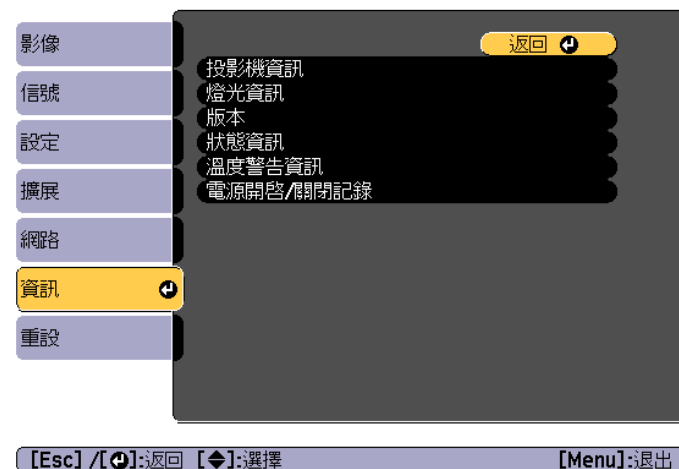 影像
信號
設定
擴展
網路
資訊
重設
返回
投影機資訊
燈光資訊
版本
狀態資訊
溫度警告資訊
電源開啓/關閉記錄
[Esc] /[]:返回 []:選擇 [Menu]:退出